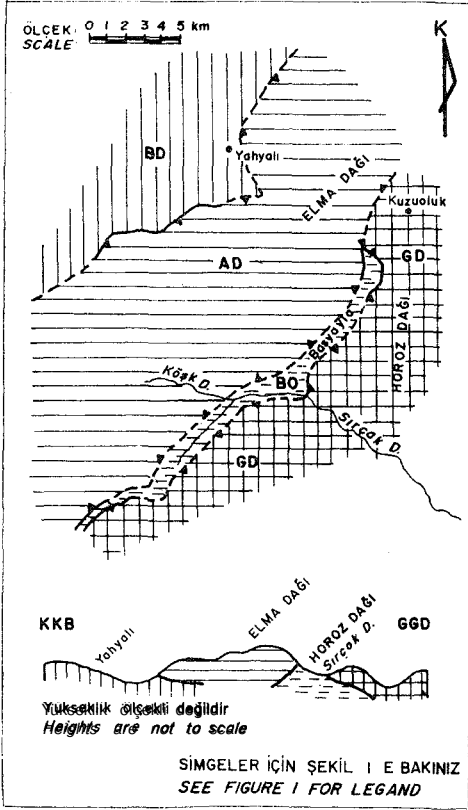 ÖLÇEK
SCALE
0 1 2 3 4 5 km
K
BD
Yahyalı
ELMA DAĞI
Kuzuoluk
GD
AD
HOROZ DAĞI
Başyayla
Köşk D.
BO
Sırçak D.
GD
KKB
Yahyalı
ELMA DAĞI
HOROZ DAĞI
Sırçak D.
GGD
Yükseklik ölçekli değildir
Heights are not to scale
SİMGELER İÇİN ŞEKİL 1 E BAKINIZ
SEE FIGURE 1 FOR LEGAND